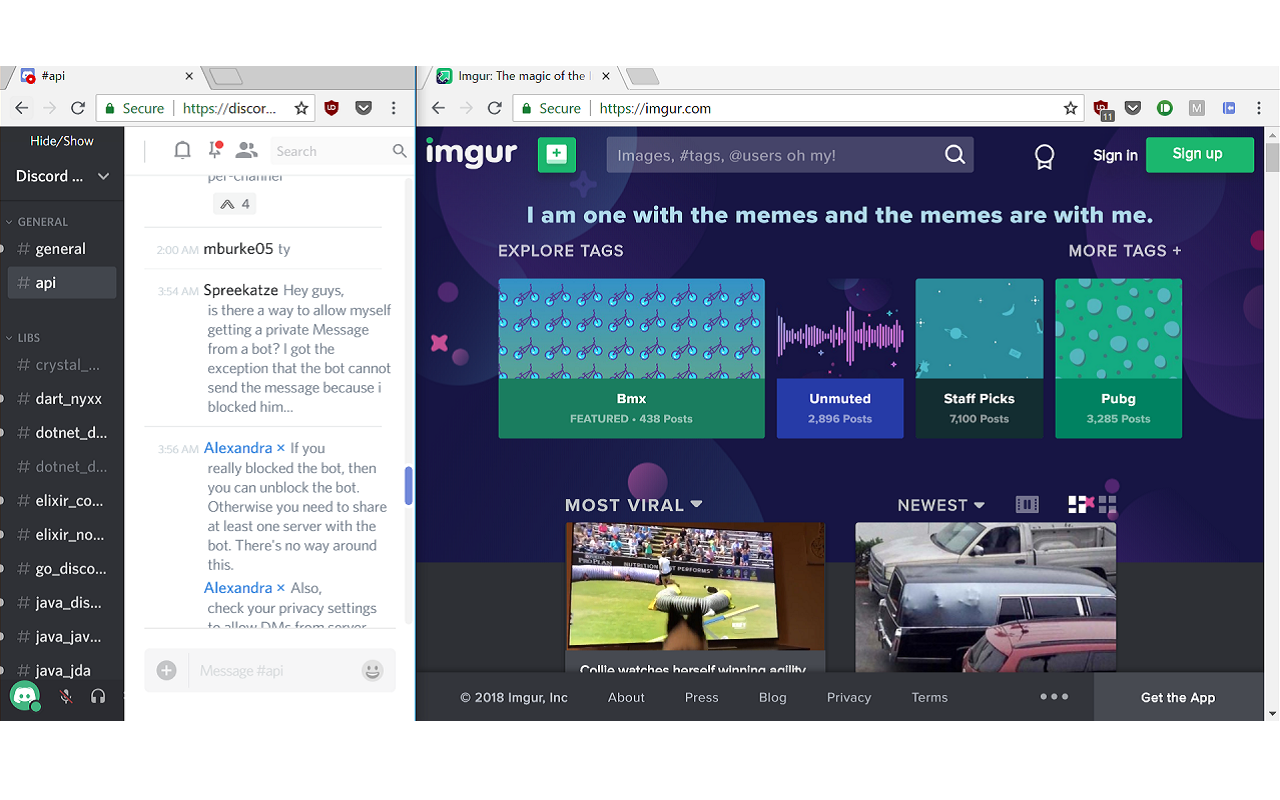 #api
Secure
https://discor...
Hide/Show
Discord ...
GENERAL
# general
# api
LIBS
# crystal_...
# dart_nyxx
# dotnet_d...
# dotnet_d...
# elixir_co...
# elixir_no...
# go_disco...
# java_dis...
# java_jav...
# java_jda
Search
per-channel
4
2:00 AM mburke05 ty
3:54 AM Spreekatze Hey guys,
is there a way to allow myself
getting a private Message
from a bot? I got the
exception that the bot cannot
send the message because i
blocked him...
3:56 AM Alexandra × If you
really blocked the bot, then
you can unblock the bot.
Otherwise you need to share
at least one server with the
bot. There's no way around
this.
Alexandra × Also,
check your privacy settings
to allow DMs from server
Message #api
Imgur: The magic of the
Secure
https://imgur.com
11
M
imgur
Images, #tags, @users oh my!
Sign in
Sign up
I am one with the memes and the memes are with me.
EXPLORE TAGS
MORE TAGS +
Bmx
FEATURED • 438 Posts
Unmuted
2,896 Posts
Staff Picks
7,100 Posts
Pubg
3,285 Posts
MOST VIRAL
NEWEST
PRO PLAN
PERFORMS
Collie watches herself winning agility
© 2018 Imgur, Inc
About
Press
Blog
Privacy
Terms
Get the App